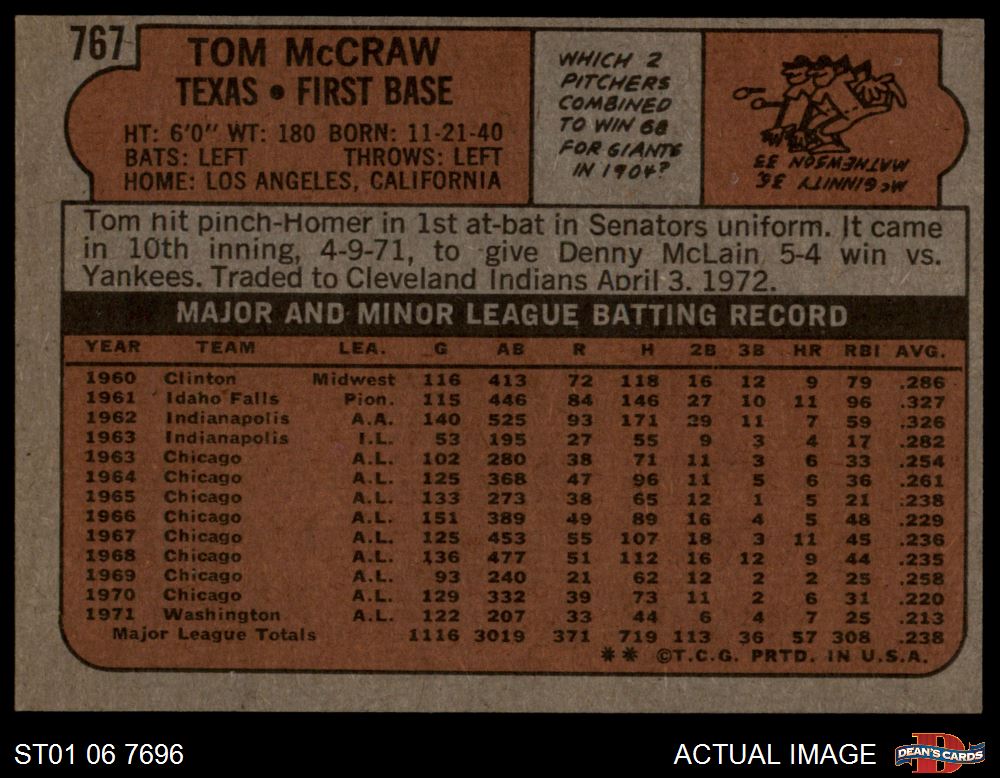 767
TOM McCRAW
TEXAS • FIRST BASE
HT: 6'0" WT: 180 BORN: 11-21-40
BATS: LEFT THROWS: LEFT
HOME: LOS ANGELES, CALIFORNIA
WHICH 2
PITCHERS
COMBINED
TO WIN 68
FOR GIANTS
IN 1904?
McGINNITY 35,
MATHEWSON 33
Tom hit pinch-Homer in 1st at-bat in Senators uniform. It came
in 10th inning, 4-9-71, to give Denny McLain 5-4 win vs.
Yankees. Traded to Cleveland Indians April 3. 1972.
MAJOR AND MINOR LEAGUE BATTING RECORD
YEAR TEAM LEA. G AB R H 2B 3B HR RBI AVG.
1960 Clinton Midwest 116 413 72 118 16 12 9 79 .286
1961 Idaho Falls Pion. 115 446 84 146 27 10 11 96 .327
1962 Indianapolis A.A. 140 525 93 171 29 11 7 59 .326
1963 Indianapolis I.L. 53 195 27 55 9 3 4 17 .282
1963 Chicago A.L. 102 280 38 71 11 3 6 33 .254
1964 Chicago A.L. 125 368 47 96 11 5 6 36 .261
1965 Chicago A.L. 133 273 38 65 12 1 5 21 .238
1966 Chicago A.L. 151 389 49 89 16 4 5 48 .229
1967 Chicago A.L. 125 453 55 107 18 3 11 45 .236
1968 Chicago A.L. 136 477 51 112 16 12 9 44 .235
1969 Chicago A.L. 93 240 21 62 12 2 2 25 .258
1970 Chicago A.L. 129 332 39 73 11 2 6 31 .220
1971 Washington A.L. 122 207 33 44 6 4 7 25 .213
Major League Totals 1116 3019 371 719 113 36 57 308 .238
** ©T.C.G. PRTD. IN U.S.A.
ST01 06 7696
ACTUAL IMAGE
D
DEAN'S CARDS